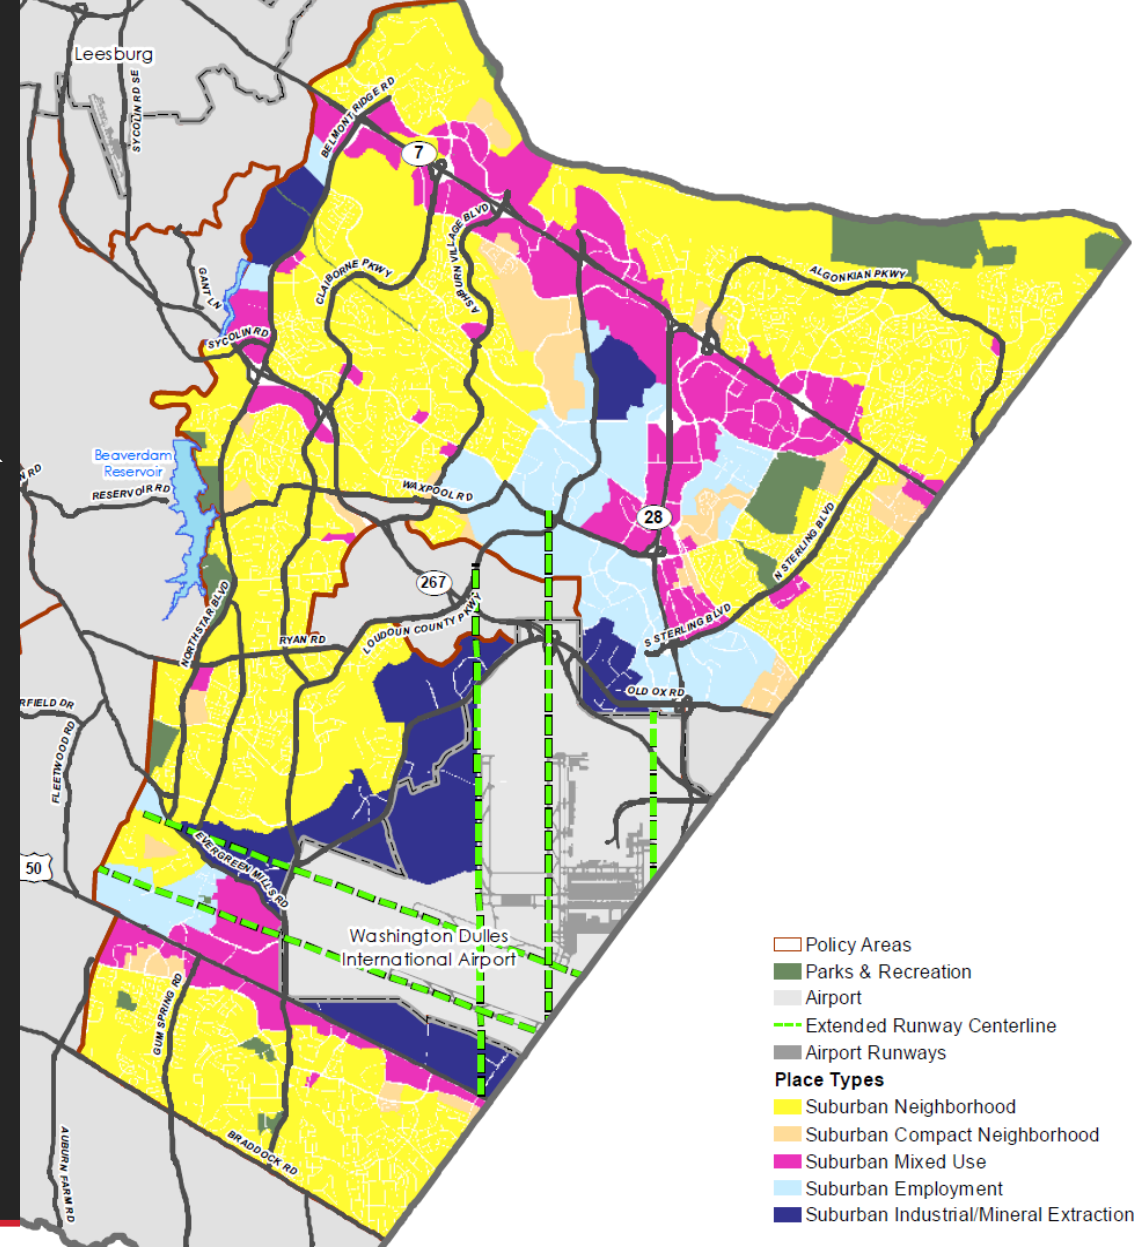 Leesburg
SYCOLIN RD SE
BELMONT RIDGE RD
7
ASHBURN VILLAGE BLVD
CLAIBORNE PKWY
GANT LN
SYCOLIN RD
ALGONKIAN PKWY
Beaverdam
Reservoir
RESERVOIR RD
N RD
WAXPOOL RD
28
N STERLING BLVD
267
NORTHSTAR BLVD
RYAN RD
LOUDOUN COUNTY PKWY
S STERLING BLVD
OLD OX RD
RFIELD DR
FLEETWOOD RD
EVERGREEN MILLS RD
50
Washington Dulles
International Airport
GUM SPRING RD
BRADDOCK RD
AUBURN FARM RD
Policy Areas
Parks & Recreation
Airport
Extended Runway Centerline
Airport Runways
Place Types
Suburban Neighborhood
Suburban Compact Neighborhood
Suburban Mixed Use
Suburban Employment
Suburban Industrial/Mineral Extraction